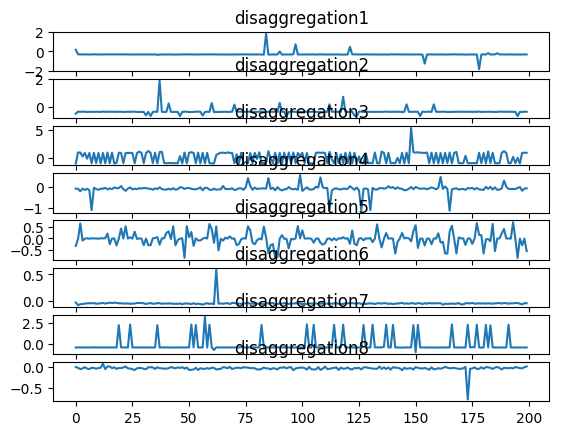 disaggregation1
2
0
−2
disaggregation2
2
0
disaggregation3
5
0
disaggregation4
0
−1
disaggregation5
0.5
0.0
−0.5
disaggregation6
0.5
0.0
disaggregation7
2.5
0.0
disaggregation8
0.0
−0.5
0 25 50 75 100 125 150 175 200